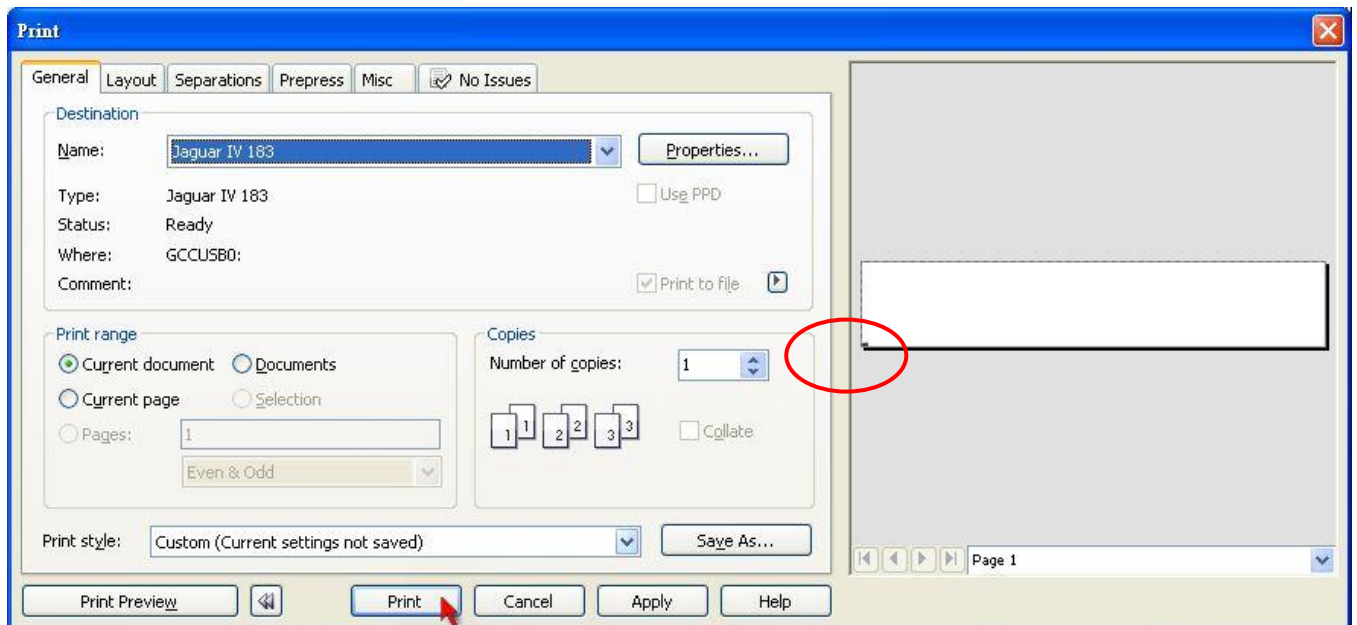 Print
General Layout Separations Prepress Misc No Issues
Destination
Name: Jaguar IV 183 Properties...
Type: Jaguar IV 183 Use PPD
Status: Ready
Where: GCCUSB0:
Comment: Print to file
Print range
Current document Documents
Current page Selection
Pages: 1
Even & Odd
Copies
Number of copies: 1
1 1 2 2 3 3 Collate
Print style: Custom (Current settings not saved) Save As...
Page 1
Print Preview Print Cancel Apply Help